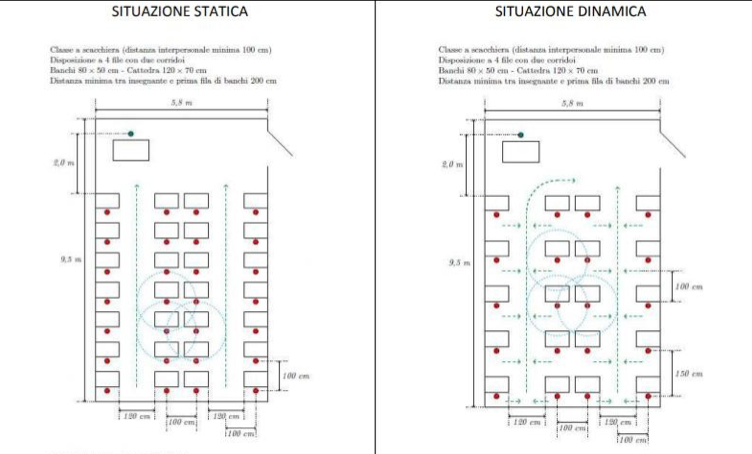 SITUAZIONE STATICA
Classe a scacchiera (distanza interpersonale minima 100 cm)
Disposizione a 4 file con due corridoi
Banchi 80 × 50 cm - Cattedra 120 × 70 cm
Distanza minima tra insegnante e prima fila di banchi 200 cm
5,8 m
2,0 m
9,5 m
100 cm
120 cm
100 cm
120 cm
100 cm
SITUAZIONE DINAMICA
Classe a scacchiera (distanza interpersonale minima 100 cm)
Disposizione a 4 file con due corridoi
Banchi 80 × 50 cm - Cattedra 120 × 70 cm
Distanza minima tra insegnante e prima fila di banchi 200 cm
5,8 m
2,0 m
9,5 m
100 cm
150 cm
120 cm
100 cm
120 cm
100 cm